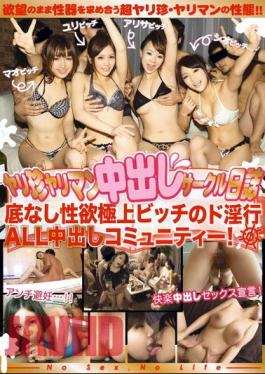 欲望のまま性器を求め合う超ヤリ珍・ヤリマンの性態!!
ユリビッチ
アリサビッチ
マオビッチ
ヤリ珍ヤリマン中出しサークル日誌
底なし性欲極上ビッチのド淫行
ALL中出しコミュニティー!
アンチ避妊…!!
快楽中出しセックス宣言!
No Sex, No Life